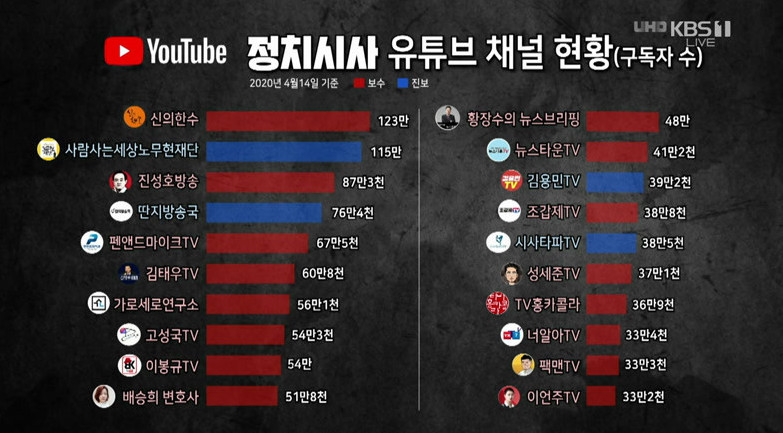 UHD KBS1
LIVE
YouTube 정치시사 유튜브 채널 현황(구독자 수)
2020년 4월14일 기준 보수 진보
신의한수 123만
사람사는세상노무현재단 115만
진성호방송 87만3천
딴지방송국 76만4천
펜앤드마이크TV 67만5천
김태우TV 60만8천
가로세로연구소 56만1천
고성국TV 54만3천
이봉규TV 54만
배승희 변호사 51만8천
황장수의 뉴스브리핑 48만
뉴스타운TV 41만2천
김용민TV 39만2천
조갑제TV 38만8천
시사타파TV 38만5천
성세준TV 37만1천
TV홍카콜라 36만9천
너알아TV 33만4천
팩맨TV 33만3천
이언주TV 33만2천